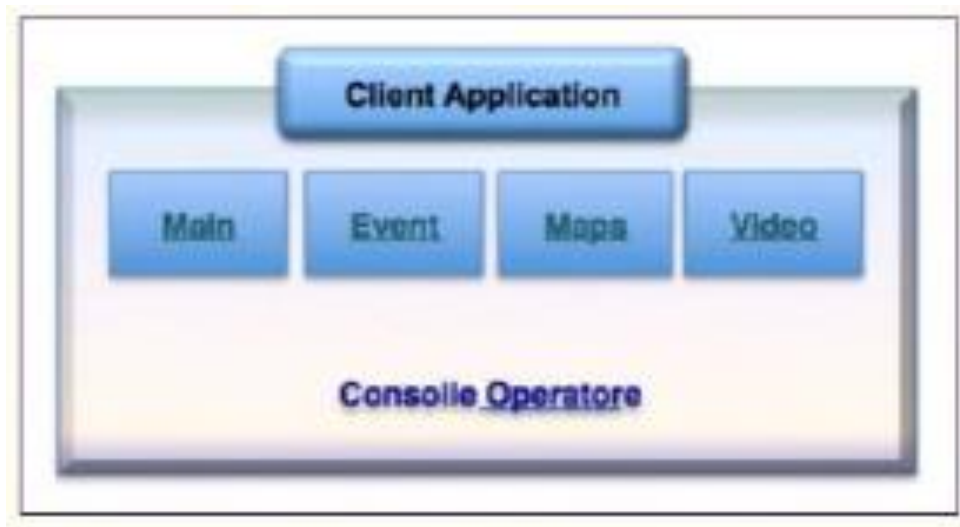 Client Application
Main Event Maps Video
Consolle Operatore